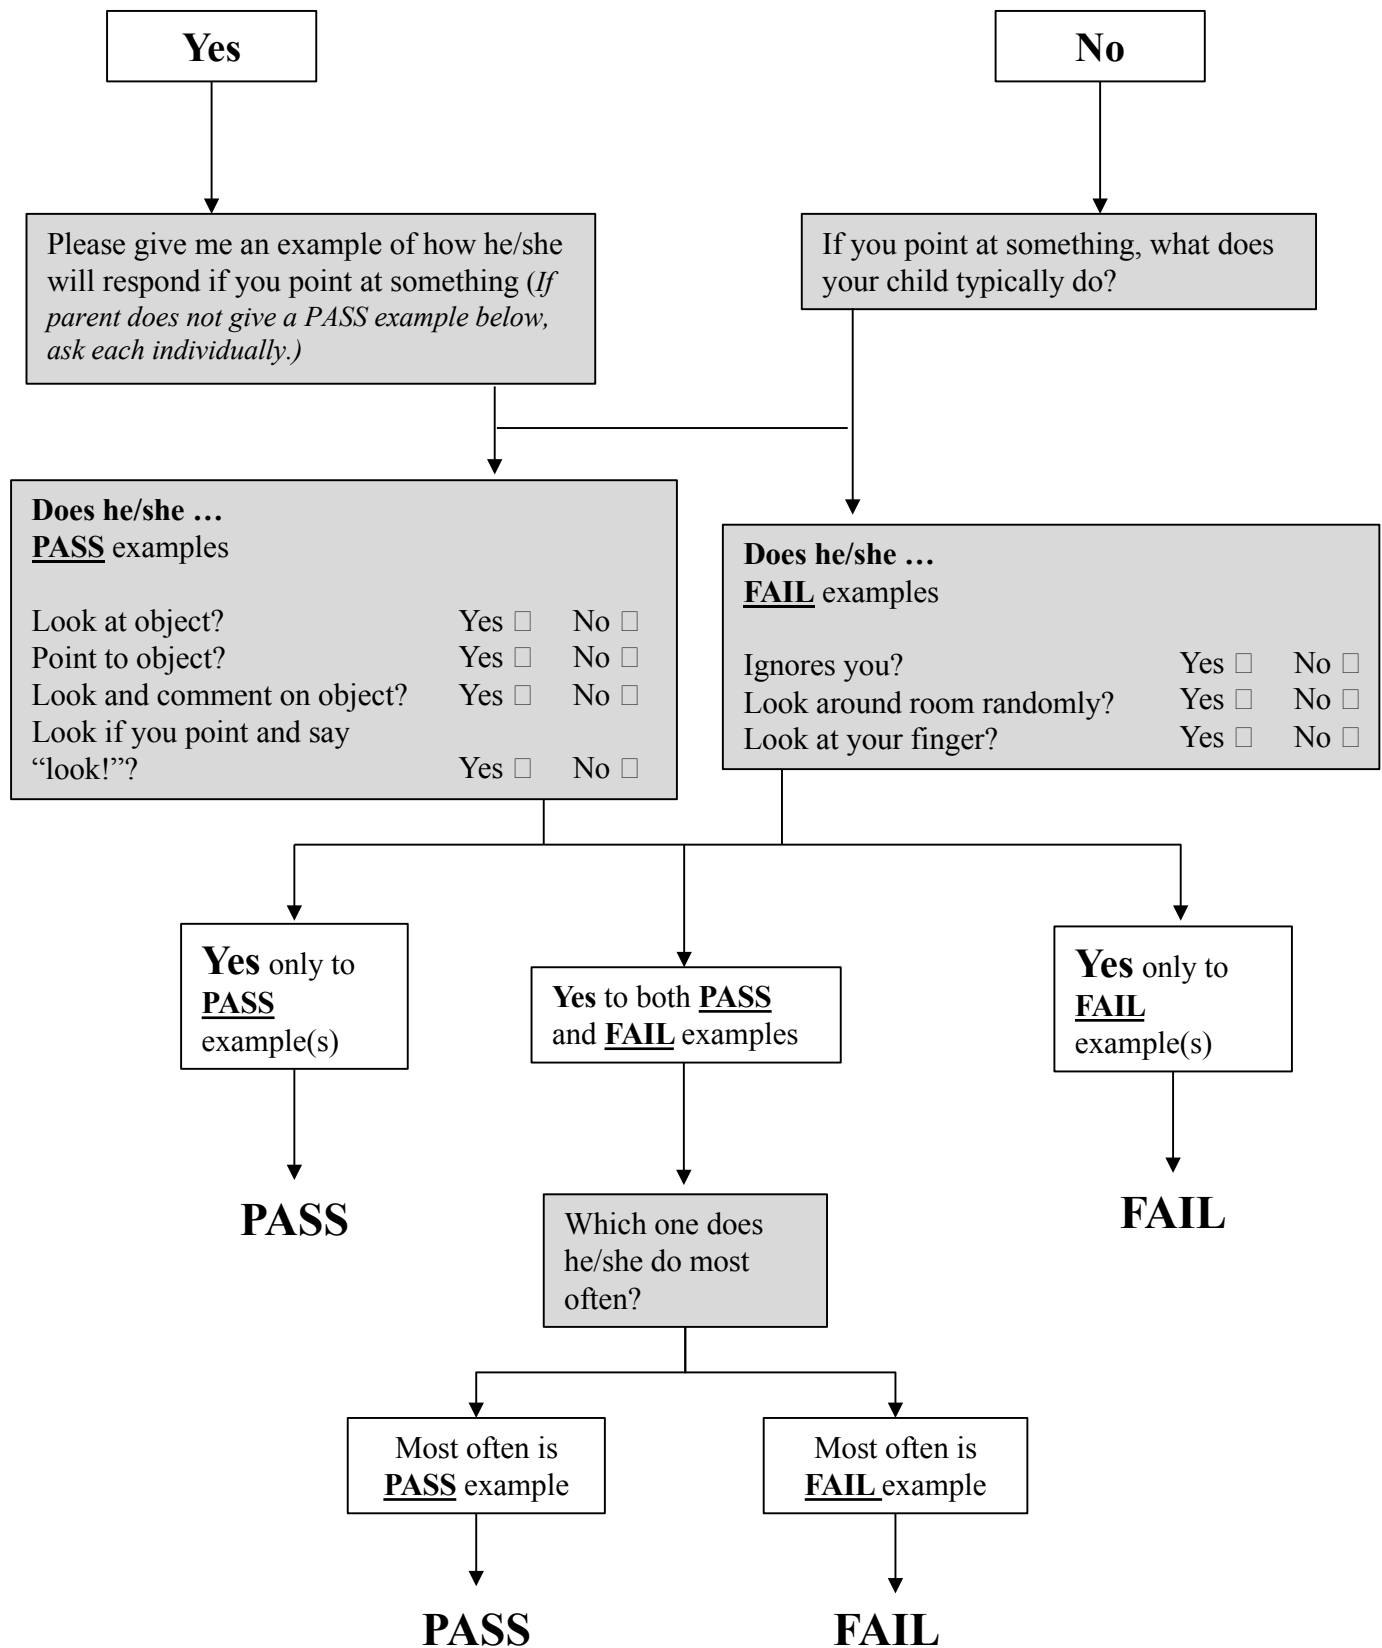 Yes
No
Please give me an example of how he/she
will respond if you point at something (If
parent does not give a PASS example below,
ask each individually.)
If you point at something, what does
your child typically do?
Does he/she …
PASS examples
Look at object? Yes □ No □
Point to object? Yes □ No □
Look and comment on object? Yes □ No □
Look if you point and say
“look!”? Yes □ No □
Does he/she …
FAIL examples
Ignores you? Yes □ No □
Look around room randomly? Yes □ No □
Look at your finger? Yes □ No □
Yes only to
PASS
example(s)
Yes to both PASS
and FAIL examples
Yes only to
FAIL
example(s)
PASS
FAIL
Which one does
he/she do most
often?
Most often is
PASS example
Most often is
FAIL example
PASS
FAIL